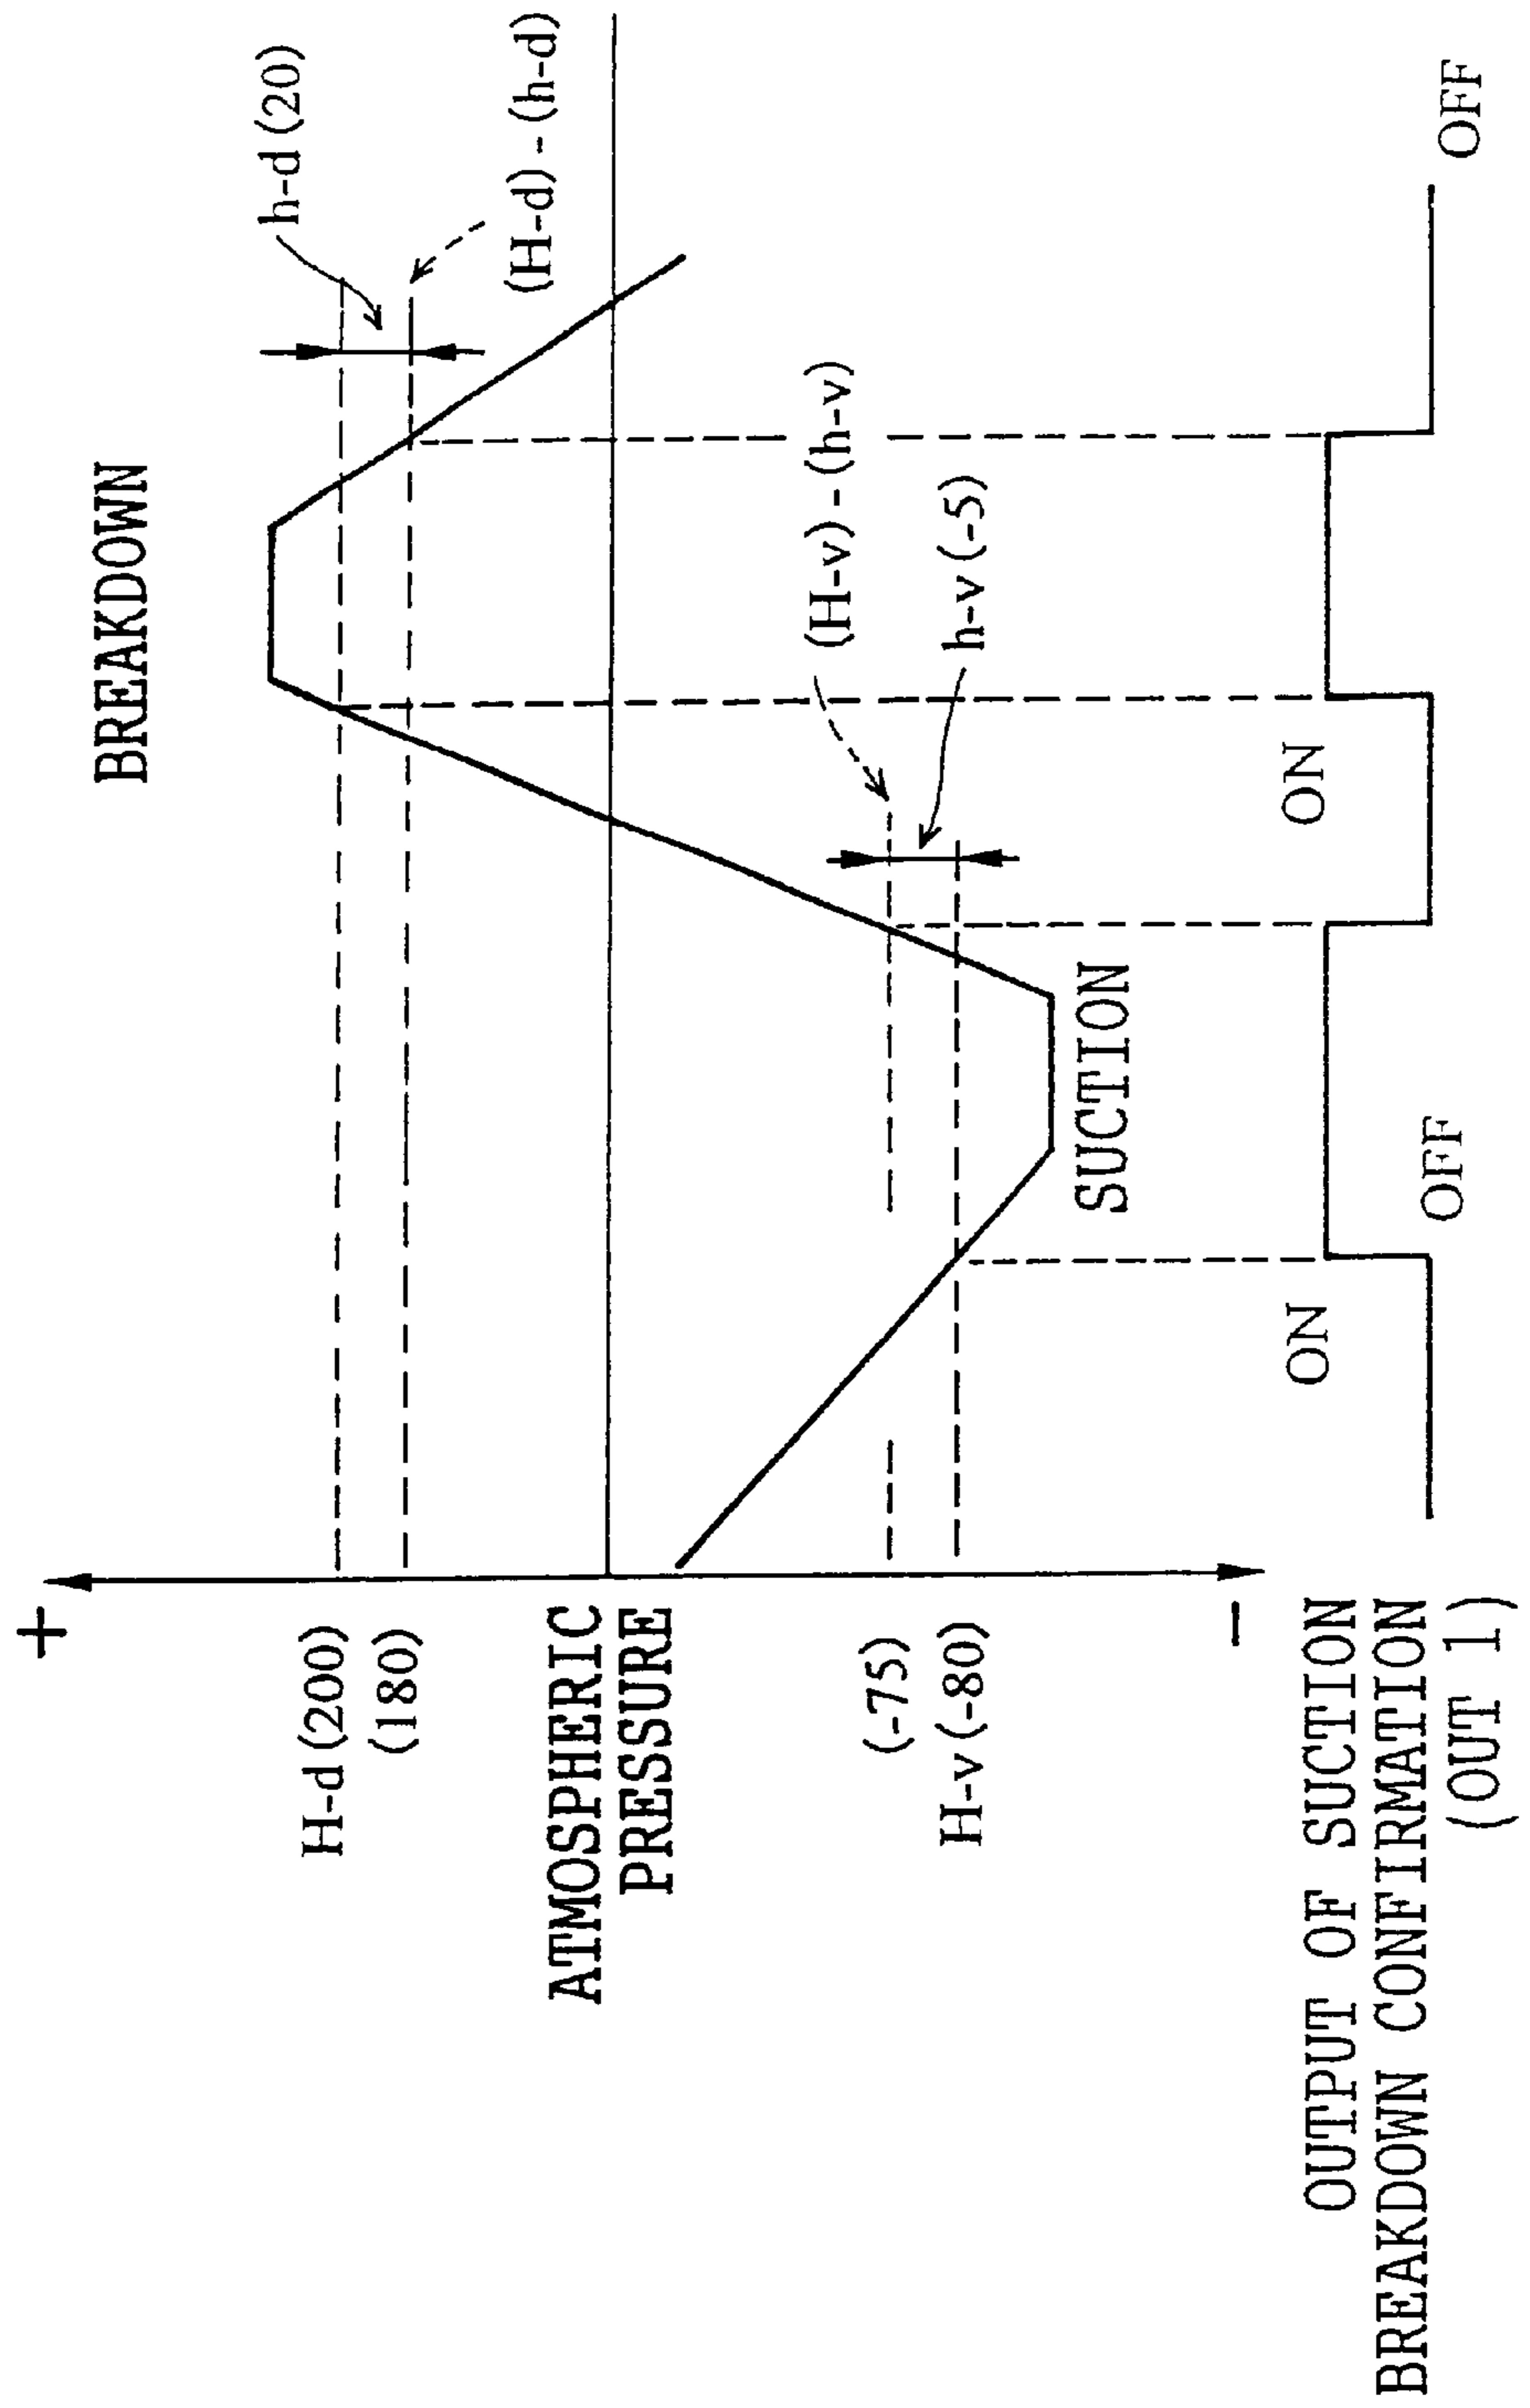 BREAKDOWN
+
h-d (20)
H-d (200)
(180)
(H-d) - (h-d)
ATMOSPHERIC
PRESSURE
(H-v) - (h-v)
(-75)
h-v (-5)
H-v (-80)
SUCTION
-
OUTPUT OF SUCTION
BREAKDOWN CONFIRMATION
(OUT 1)
ON
OFF
ON
OFF